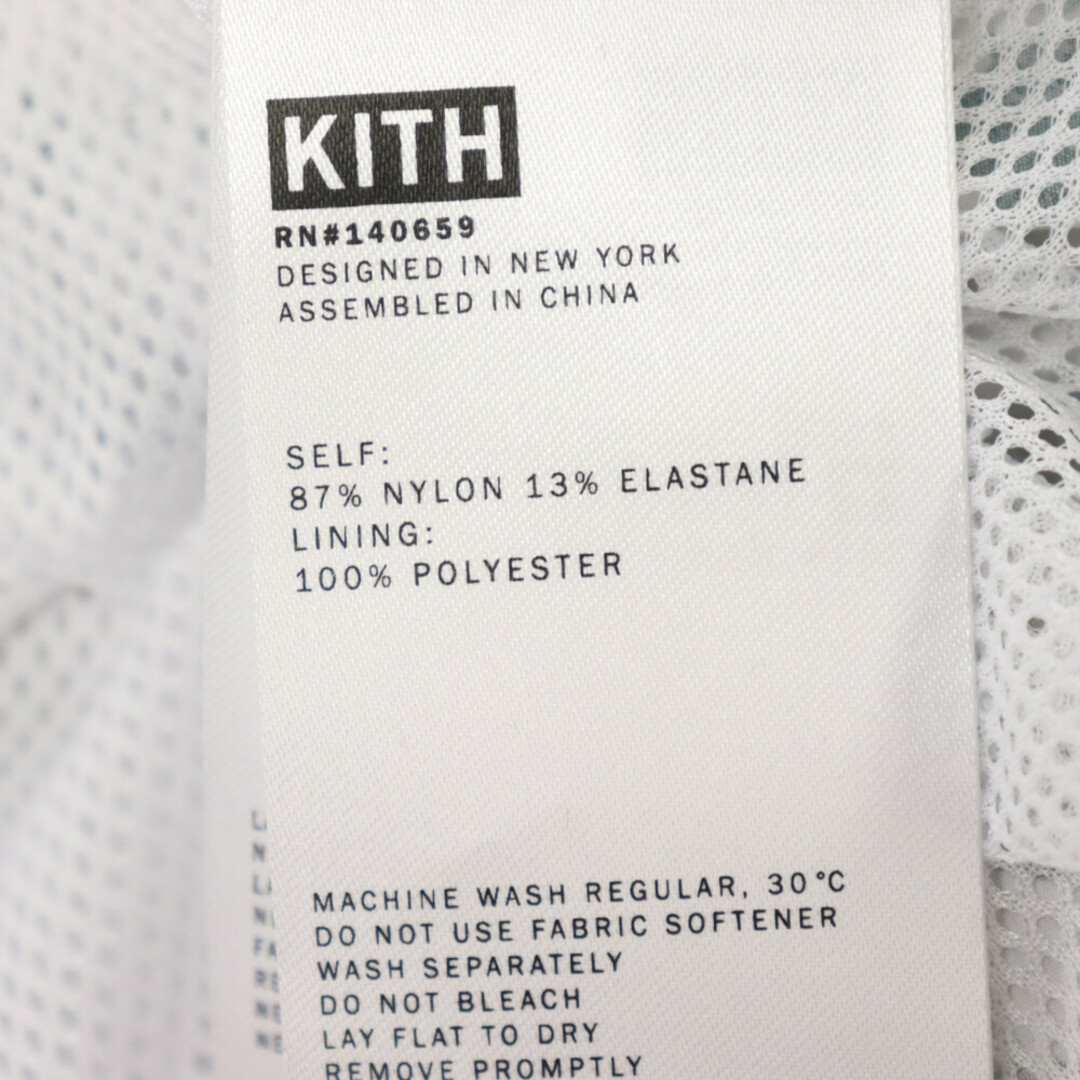 KITH
RN#140659
DESIGNED IN NEW YORK
ASSEMBLED IN CHINA
SELF:
87% NYLON 13% ELASTANE
LINING:
100% POLYESTER
MACHINE WASH REGULAR, 30°C
DO NOT USE FABRIC SOFTENER
WASH SEPARATELY
DO NOT BLEACH
LAY FLAT TO DRY
REMOVE PROMPTLY